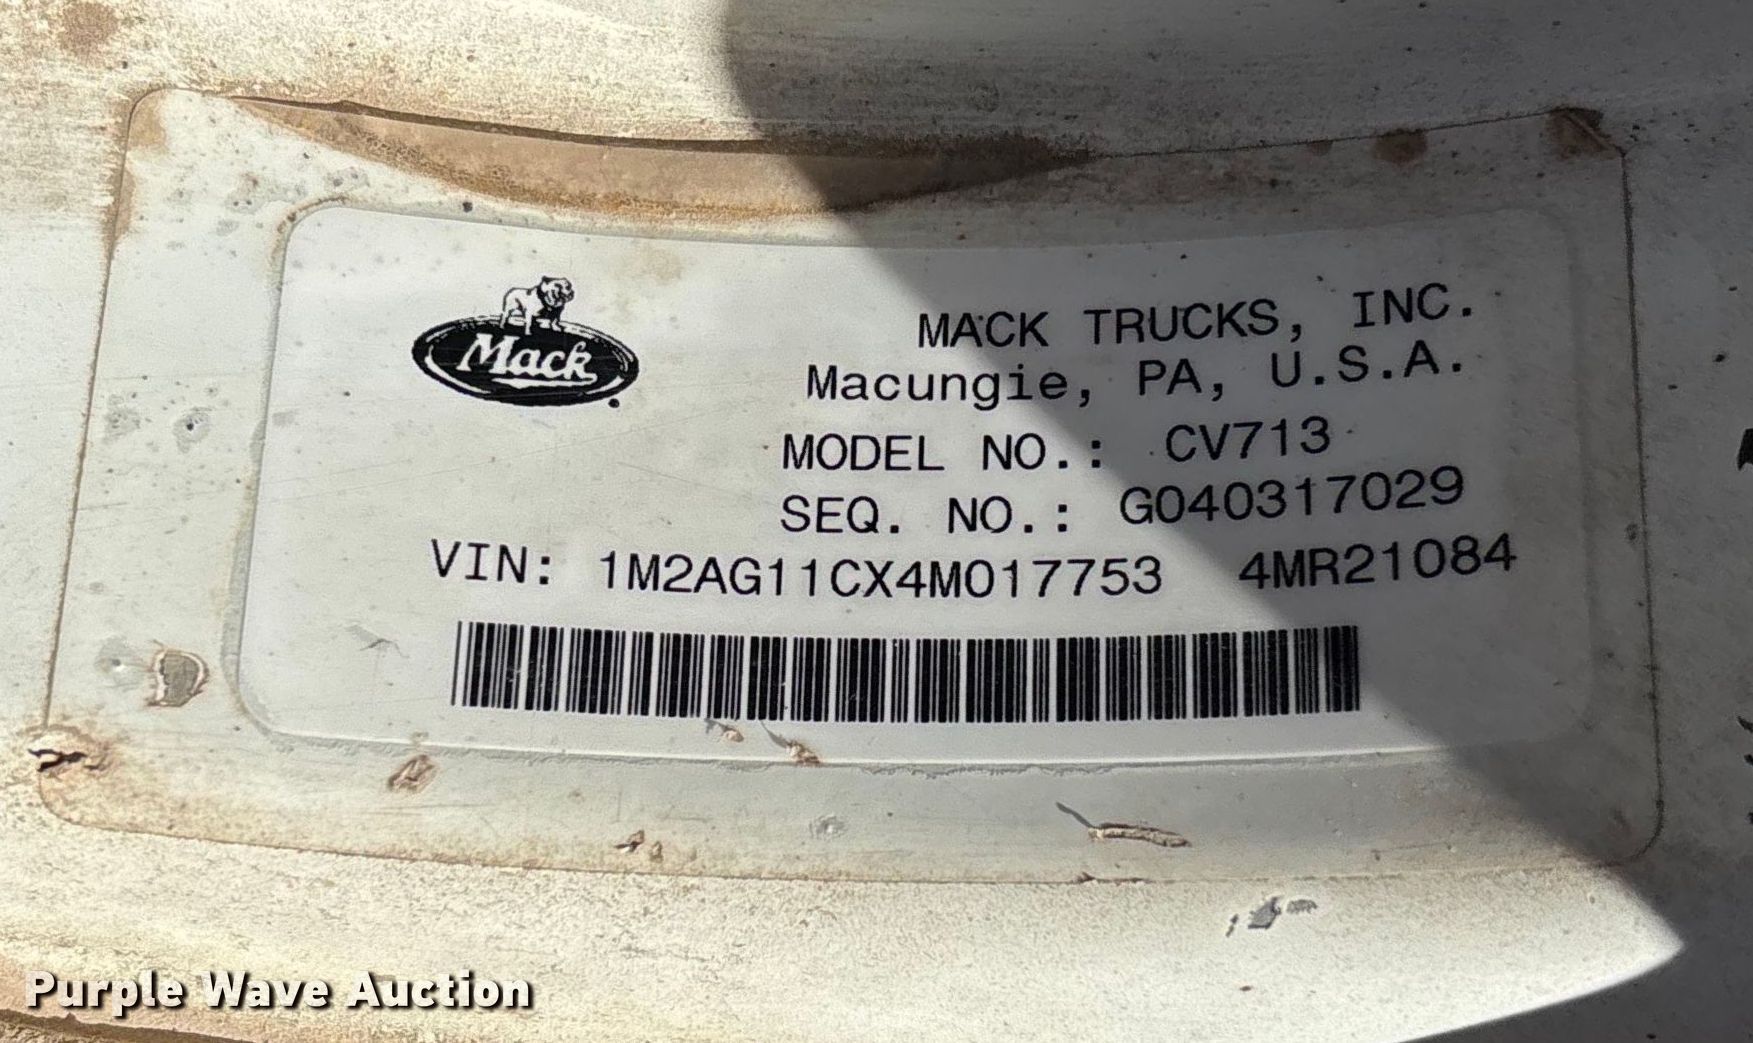 Mack
MACK TRUCKS, INC.
Macungie, PA, U.S.A.
MODEL NO.: CV713
SEQ. NO.: G040317029
VIN: 1M2AG11CX4M017753 4MR21084
Purple Wave Auction